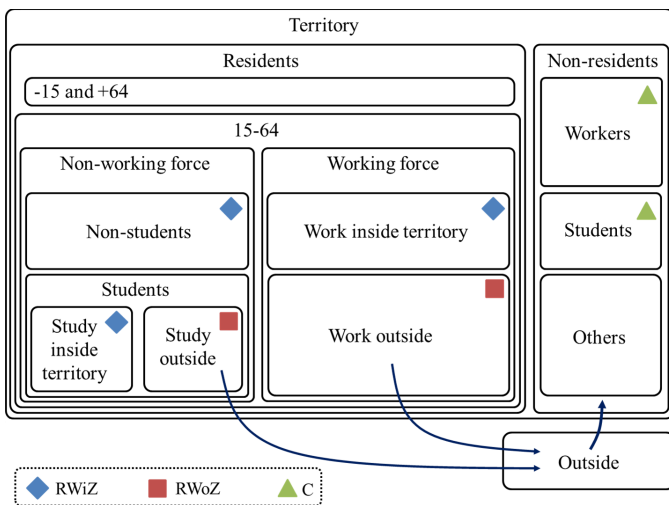 Territory
Residents
Non-residents
-15 and +64
15-64
Non-working force
Working force
Workers
Non-students
Work inside territory
Students
Students
Study
inside
territory
Study
outside
Work outside
Others
Outside
RWiZ
RWoZ
C